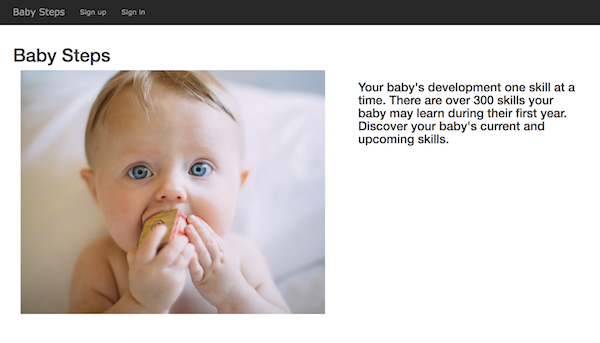 Baby Steps Sign up Sign in
Baby Steps
Your baby's development one skill at a
time. There are over 300 skills your
baby may learn during their first year.
Discover your baby's current and
upcoming skills.